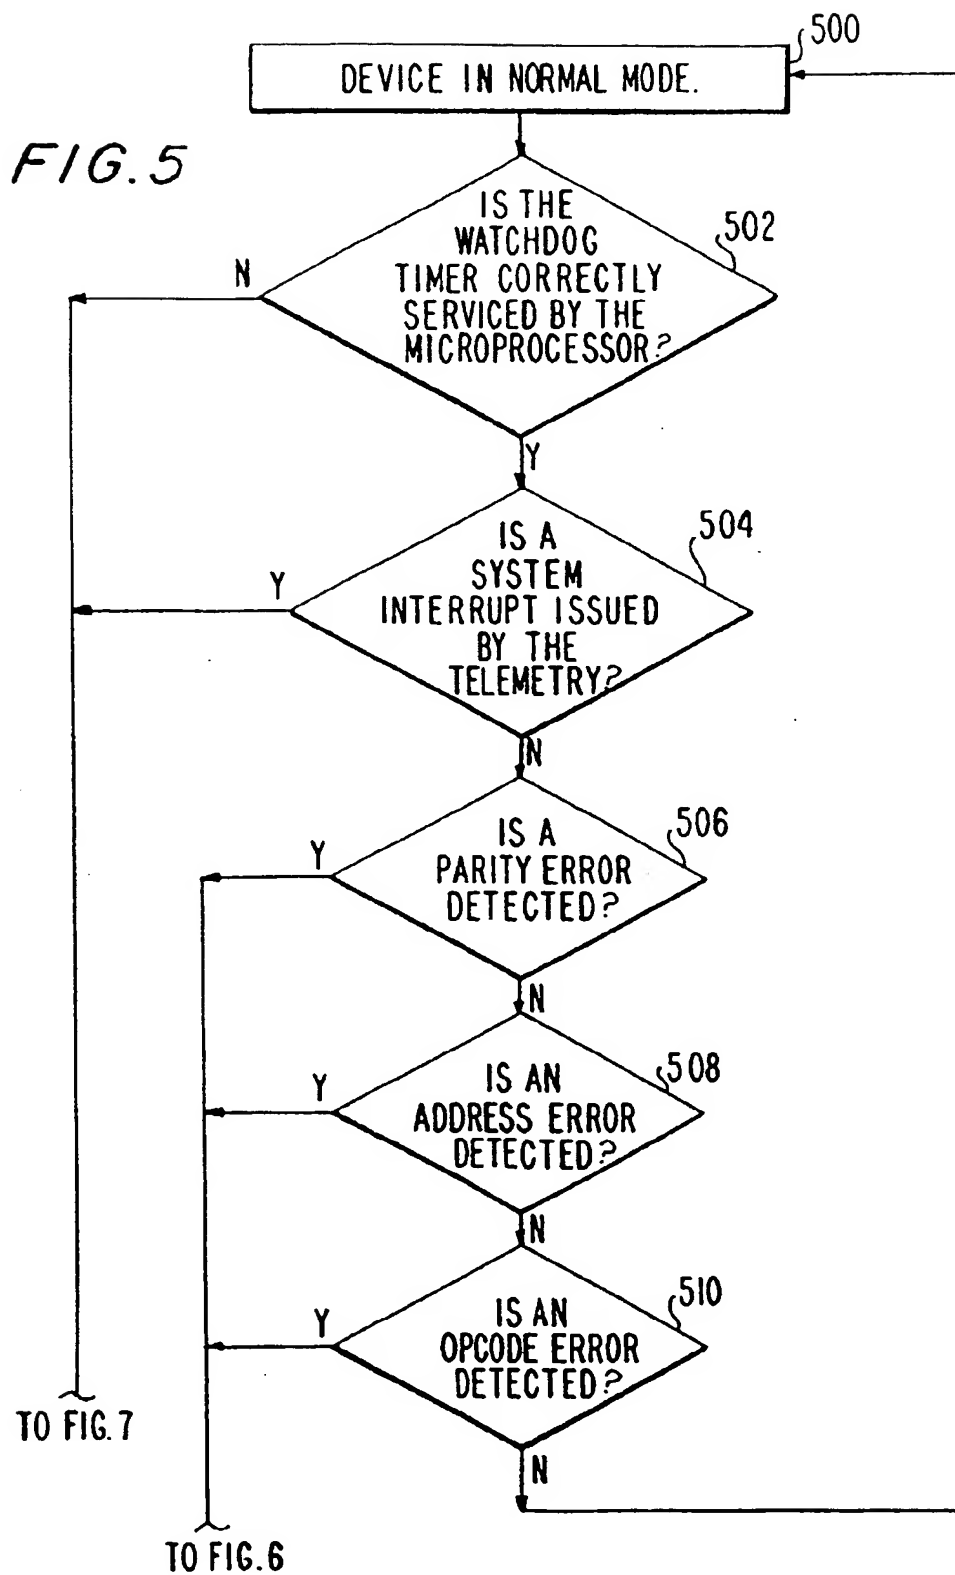 500
DEVICE IN NORMAL MODE.
FIG.5
IS THE
WATCHDOG
TIMER CORRECTLY
SERVICED BY THE
MICROPROCESSOR?
502
N
Y
IS A
SYSTEM
INTERRUPT ISSUED
BY THE
TELEMETRY?
504
Y
N
IS A
PARITY ERROR
DETECTED?
506
Y
N
IS AN
ADDRESS ERROR
DETECTED?
508
Y
N
IS AN
OPCODE ERROR
DETECTED?
510
Y
N
TO FIG.7
TO FIG.6